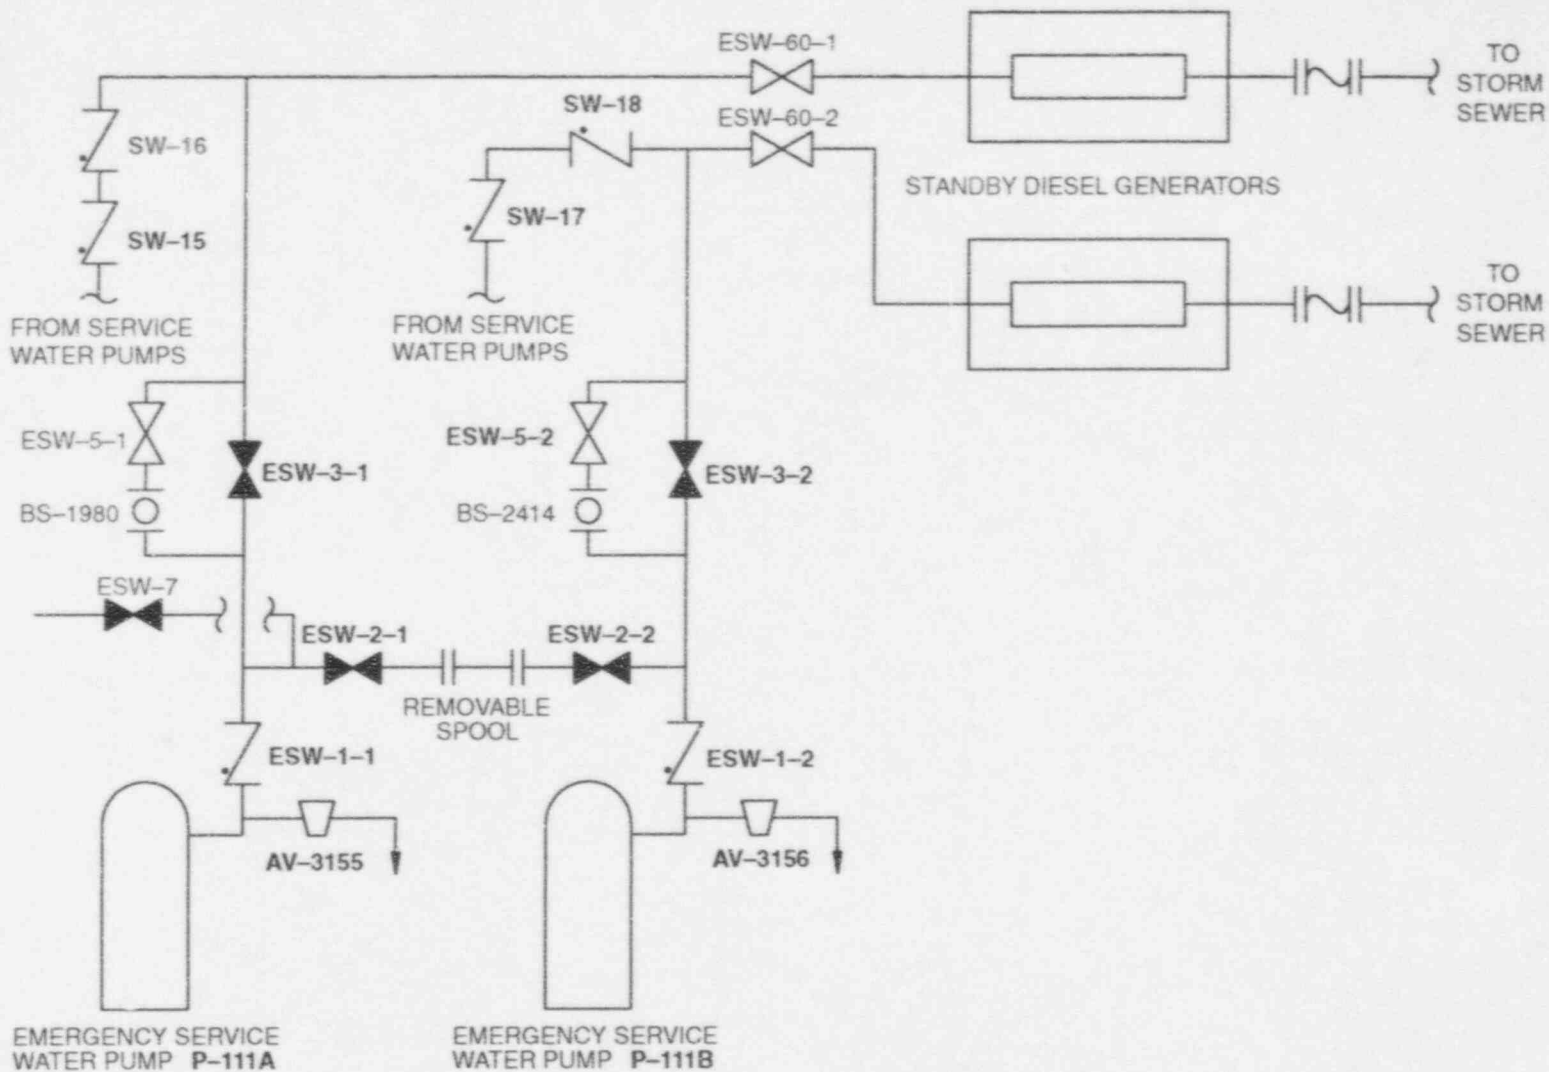 ESW-60-1
TO
STORM
SEWER
SW-18
ESW-60-2
SW-16
STANDBY DIESEL GENERATORS
SW-17
SW-15
TO
STORM
SEWER
FROM SERVICE
WATER PUMPS
FROM SERVICE
WATER PUMPS
ESW-5-1
ESW-3-1
ESW-5-2
ESW-3-2
BS-1980
BS-2414
ESW-7
ESW-2-1
ESW-2-2
REMOVABLE
SPOOL
ESW-1-1
ESW-1-2
AV-3155
AV-3156
EMERGENCY SERVICE
WATER PUMP P-111A
EMERGENCY SERVICE
WATER PUMP P-111B